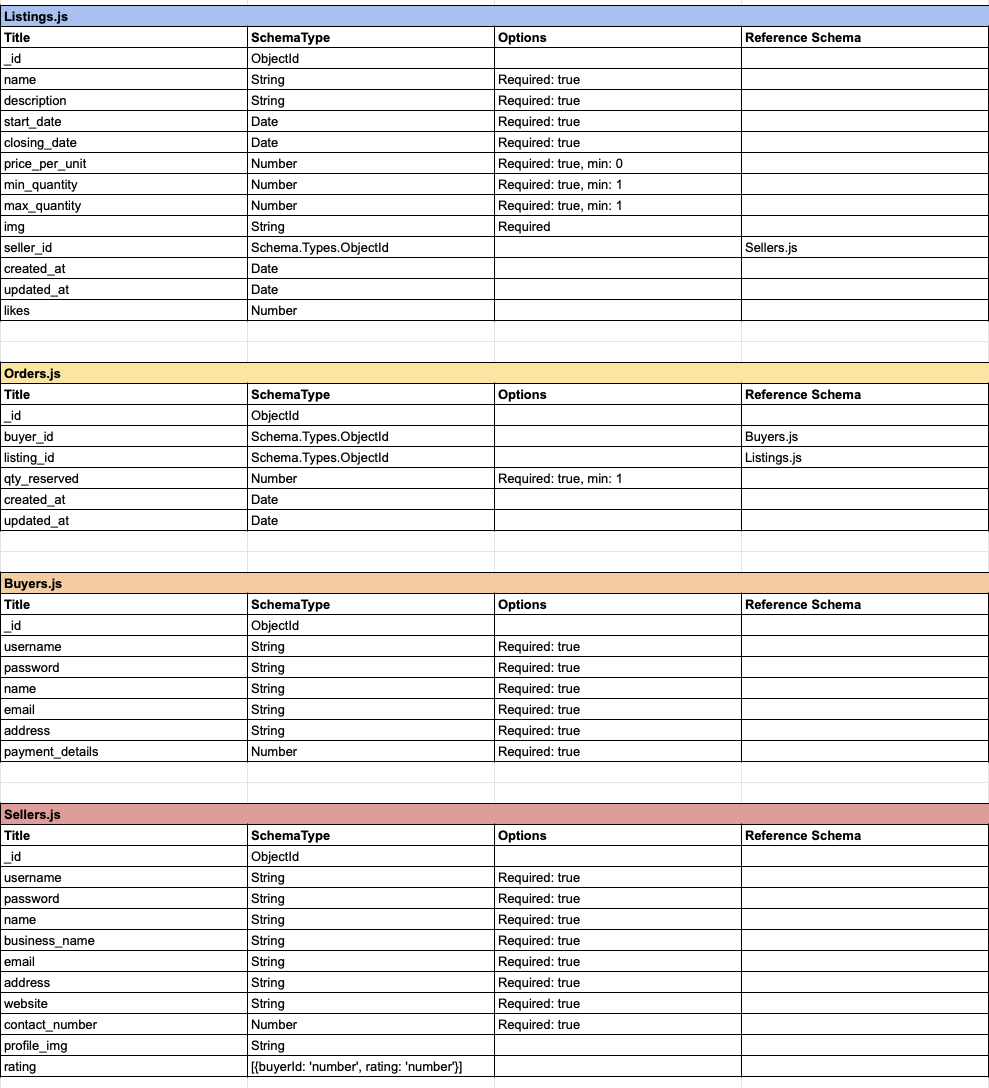 Listings.js
Title SchemaType Options Reference Schema
_id ObjectId
name String Required: true
description String Required: true
start_date Date Required: true
closing_date Date Required: true
price_per_unit Number Required: true, min: 0
min_quantity Number Required: true, min: 1
max_quantity Number Required: true, min: 1
img String Required
seller_id Schema.Types.ObjectId Sellers.js
created_at Date
updated_at Date
likes Number
Orders.js
Title SchemaType Options Reference Schema
_id ObjectId
buyer_id Schema.Types.ObjectId Buyers.js
listing_id Schema.Types.ObjectId Listings.js
qty_reserved Number Required: true, min: 1
created_at Date
updated_at Date
Buyers.js
Title SchemaType Options Reference Schema
_id ObjectId
username String Required: true
password String Required: true
name String Required: true
email String Required: true
address String Required: true
payment_details Number Required: true
Sellers.js
Title SchemaType Options Reference Schema
_id ObjectId
username String Required: true
password String Required: true
name String Required: true
business_name String Required: true
email String Required: true
address String Required: true
website String Required: true
contact_number Number Required: true
profile_img String
rating [{buyerId: 'number', rating: 'number'}]